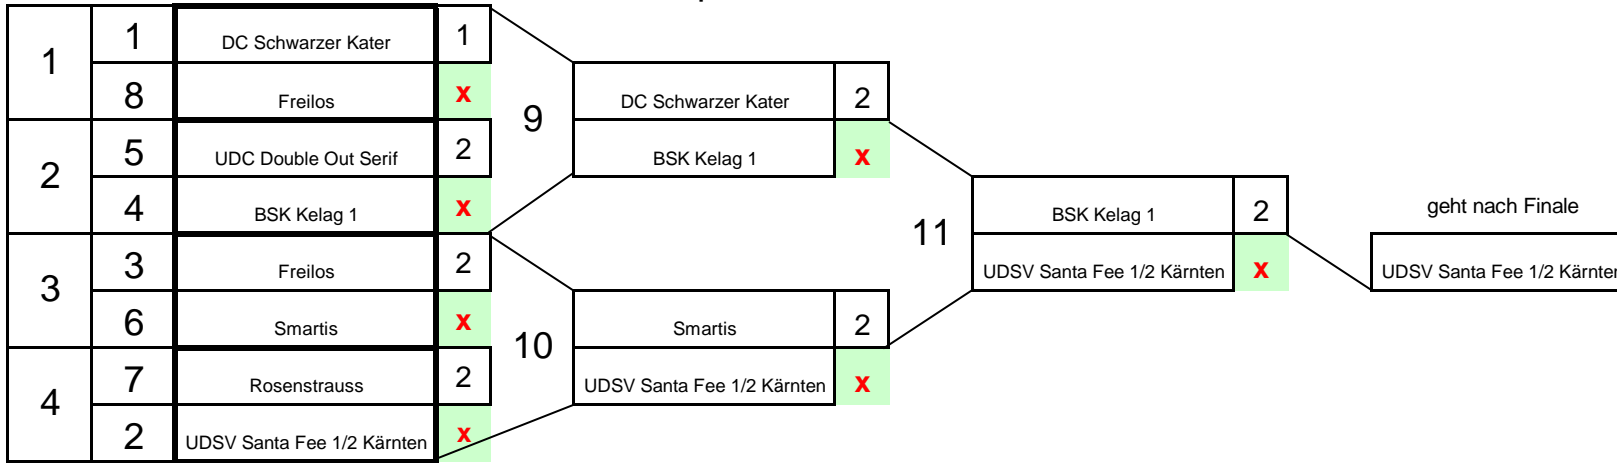 1 1 DC Schwarzer Kater 1
8 Freilos x
2 5 UDC Double Out Serif 2
4 BSK Kelag 1 x
3 3 Freilos 2
6 Smartis x
4 7 Rosenstrauss 2
2 UDSV Santa Fee 1/2 Kärnten x
9 DC Schwarzer Kater 2
BSK Kelag 1 x
10 Smartis 2
UDSV Santa Fee 1/2 Kärnten x
11 BSK Kelag 1 2
UDSV Santa Fee 1/2 Kärnten x
geht nach Finale
UDSV Santa Fee 1/2 Kärnten